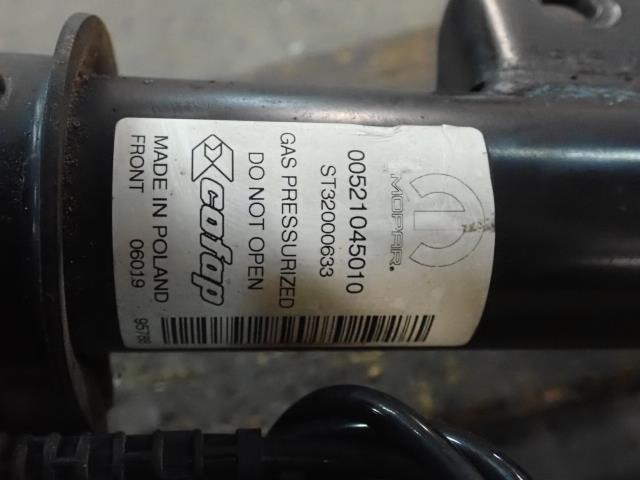 MOPAR®
00521045010
ST32000633
GAS PRESSURIZED
DO NOT OPEN
cofap
MADE IN POLAND
FRONT 06019